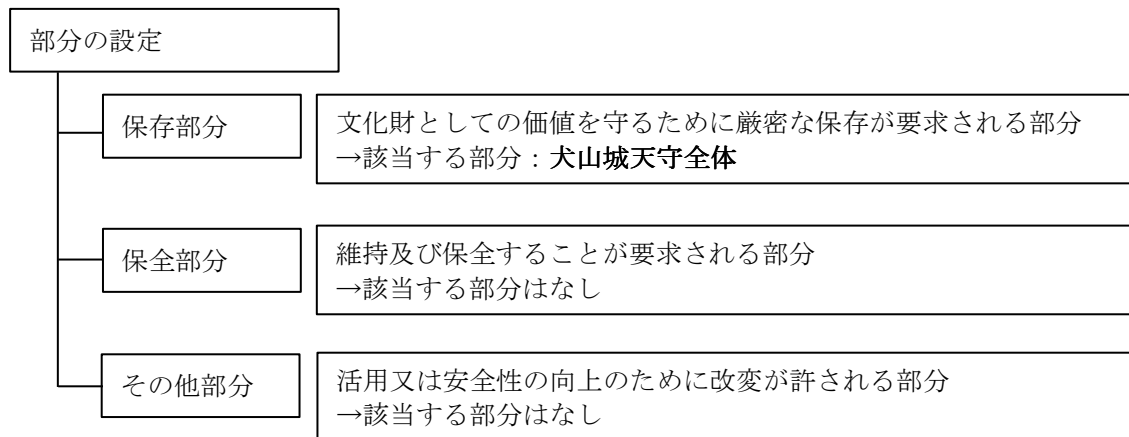 部分の設定
保存部分
文化財としての価値を守るために厳密な保存が要求される部分
→該当する部分：犬山城天守全体
保全部分
維持及び保全することが要求される部分
→該当する部分はなし
その他部分
活用又は安全性の向上のために改変が許される部分
→該当する部分はなし